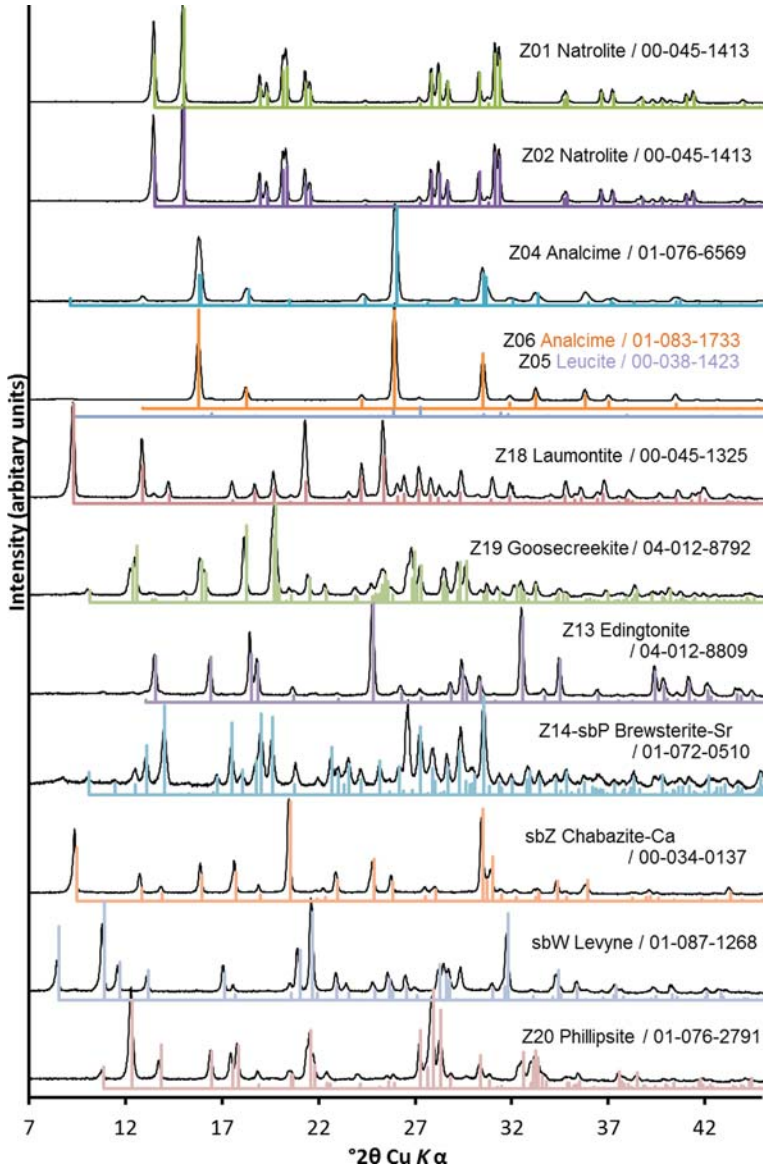 Z01 Natrolite / 00-045-1413
Z02 Natrolite / 00-045-1413
Z04 Analcime / 01-076-6569
Z06 Analcime / 01-083-1733
Z05 Leucite / 00-038-1423
Z18 Laumontite / 00-045-1325
Z19 Goosecreekite / 04-012-8792
Z13 Edingtonite
/ 04-012-8809
Z14-sbP Brewsterite-Sr
/ 01-072-0510
sbZ Chabazite-Ca
/ 00-034-0137
sbW Levyne / 01-087-1268
Z20 Phillipsite / 01-076-2791
Intensity (arbitary units)
7 12 17 22 27 32 37 42
°2θ Cu K α